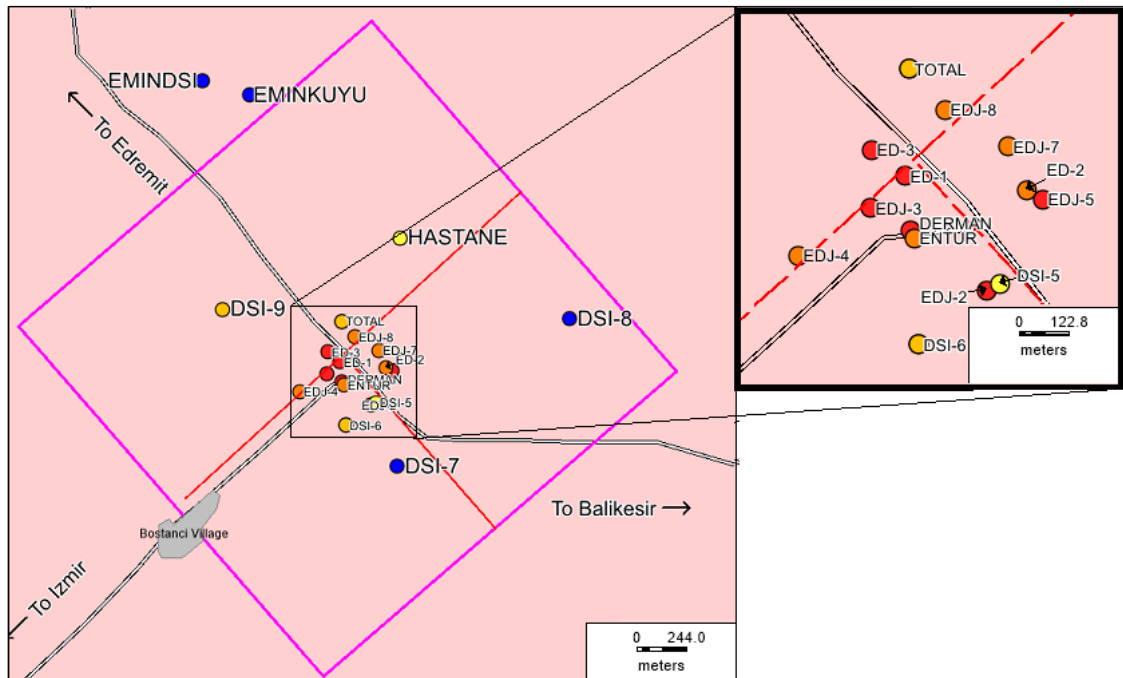 EMINDSI
EMINKUYU
To Edremit
HASTANE
DSI-9
DSI-8
TOTAL
EDJ-8
ED-3
EDJ-7
ED-1
ED-2
DERMAN
EDJ-4
ENTUR
DSI-5
DSI-6
DSI-7
To Balikesir
Bostanci Village
To Izmir
0 244.0
meters
TOTAL
EDJ-8
ED-3
EDJ-7
ED-1
ED-2
EDJ-3
EDJ-5
DERMAN
ENTUR
EDJ-4
DSI-5
EDJ-2
DSI-6
0 122.8
meters